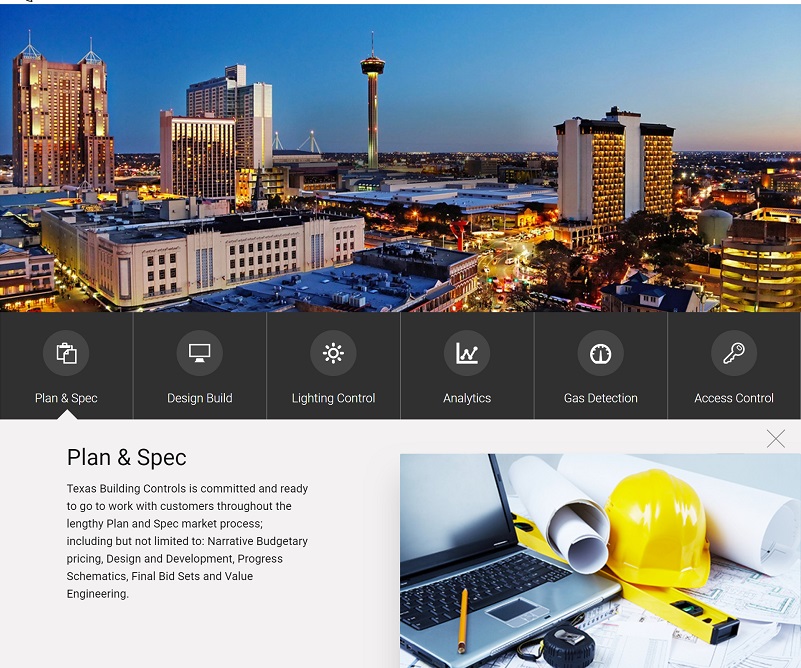 Plan & Spec
Design Build
Lighting Control
Analytics
Gas Detection
Access Control
Plan & Spec
Texas Building Controls is committed and ready
to go to work with customers throughout the
lengthy Plan and Spec market process;
including but not limited to: Narrative Budgetary
pricing, Design and Development, Progress
Schematics, Final Bid Sets and Value
Engineering.